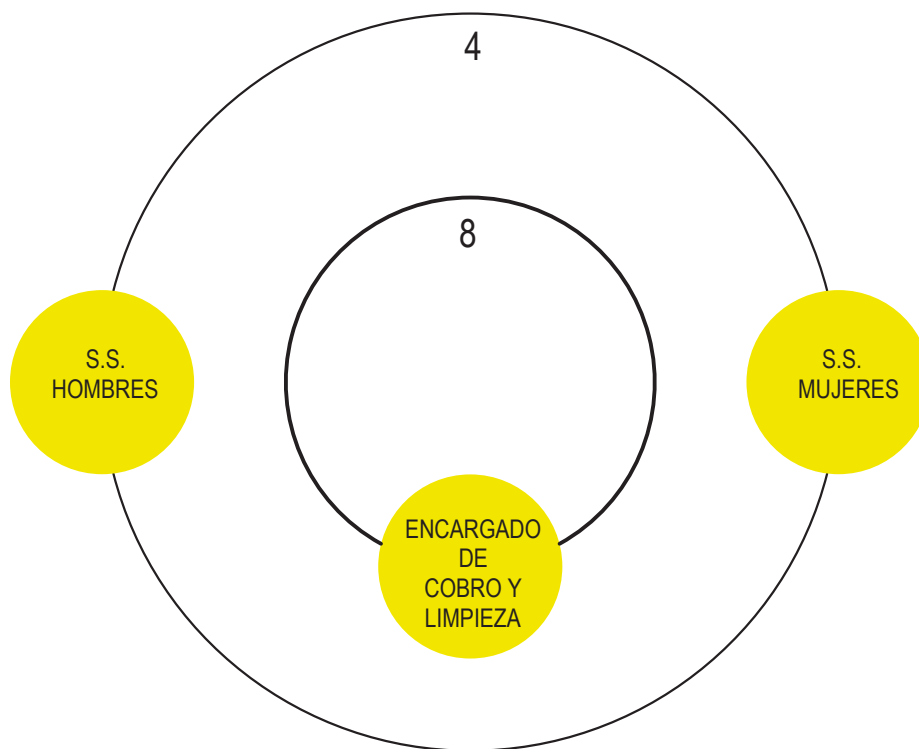 4
8
S.S.
HOMBRES
S.S.
MUJERES
ENCARGADO
DE
COBRO Y
LIMPIEZA